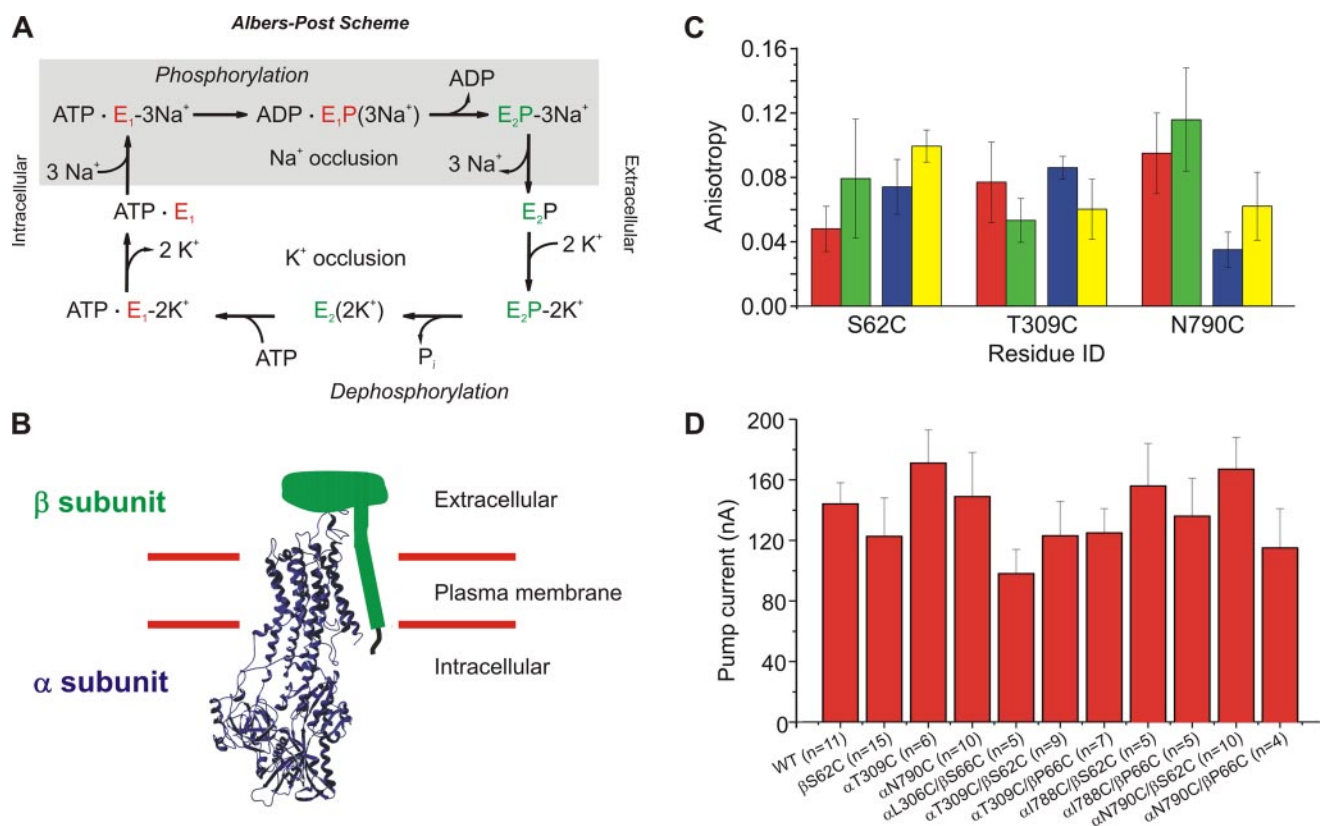 A
Albers-Post Scheme
Phosphorylation
ADP
ATP · E₁-3Na⁺
ADP · E₁P(3Na⁺)
E₂P-3Na⁺
3 Na⁺
Na⁺ occlusion
3 Na⁺
Intracellular
Extracellular
ATP · E₁
E₂P
2 K⁺
K⁺ occlusion
2 K⁺
ATP · E₁-2K⁺
E₂(2K⁺)
E₂P-2K⁺
ATP
Pᵢ
Dephosphorylation
B
β subunit
Extracellular
Plasma membrane
α subunit
Intracellular
C
Anisotropy
0.16
0.12
0.08
0.04
0.00
S62C T309C N790C
Residue ID
D
Pump current (nA)
200
160
120
80
40
0
WT (n=11)
βS62C (n=15)
αT309C (n=6)
αN790C (n=10)
αL306C/βS66C (n=5)
αT309C/βS62C (n=9)
αT309C/βP66C (n=7)
αI788C/βS62C (n=5)
αI788C/βP66C (n=5)
αN790C/βS62C (n=10)
αN790C/βP66C (n=4)